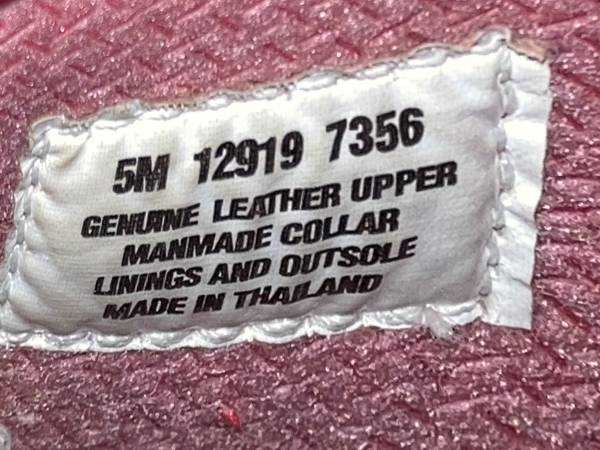 5M 12919 7356
GENUINE LEATHER UPPER
MANMADE COLLAR
LININGS AND OUTSOLE
MADE IN THAILAND